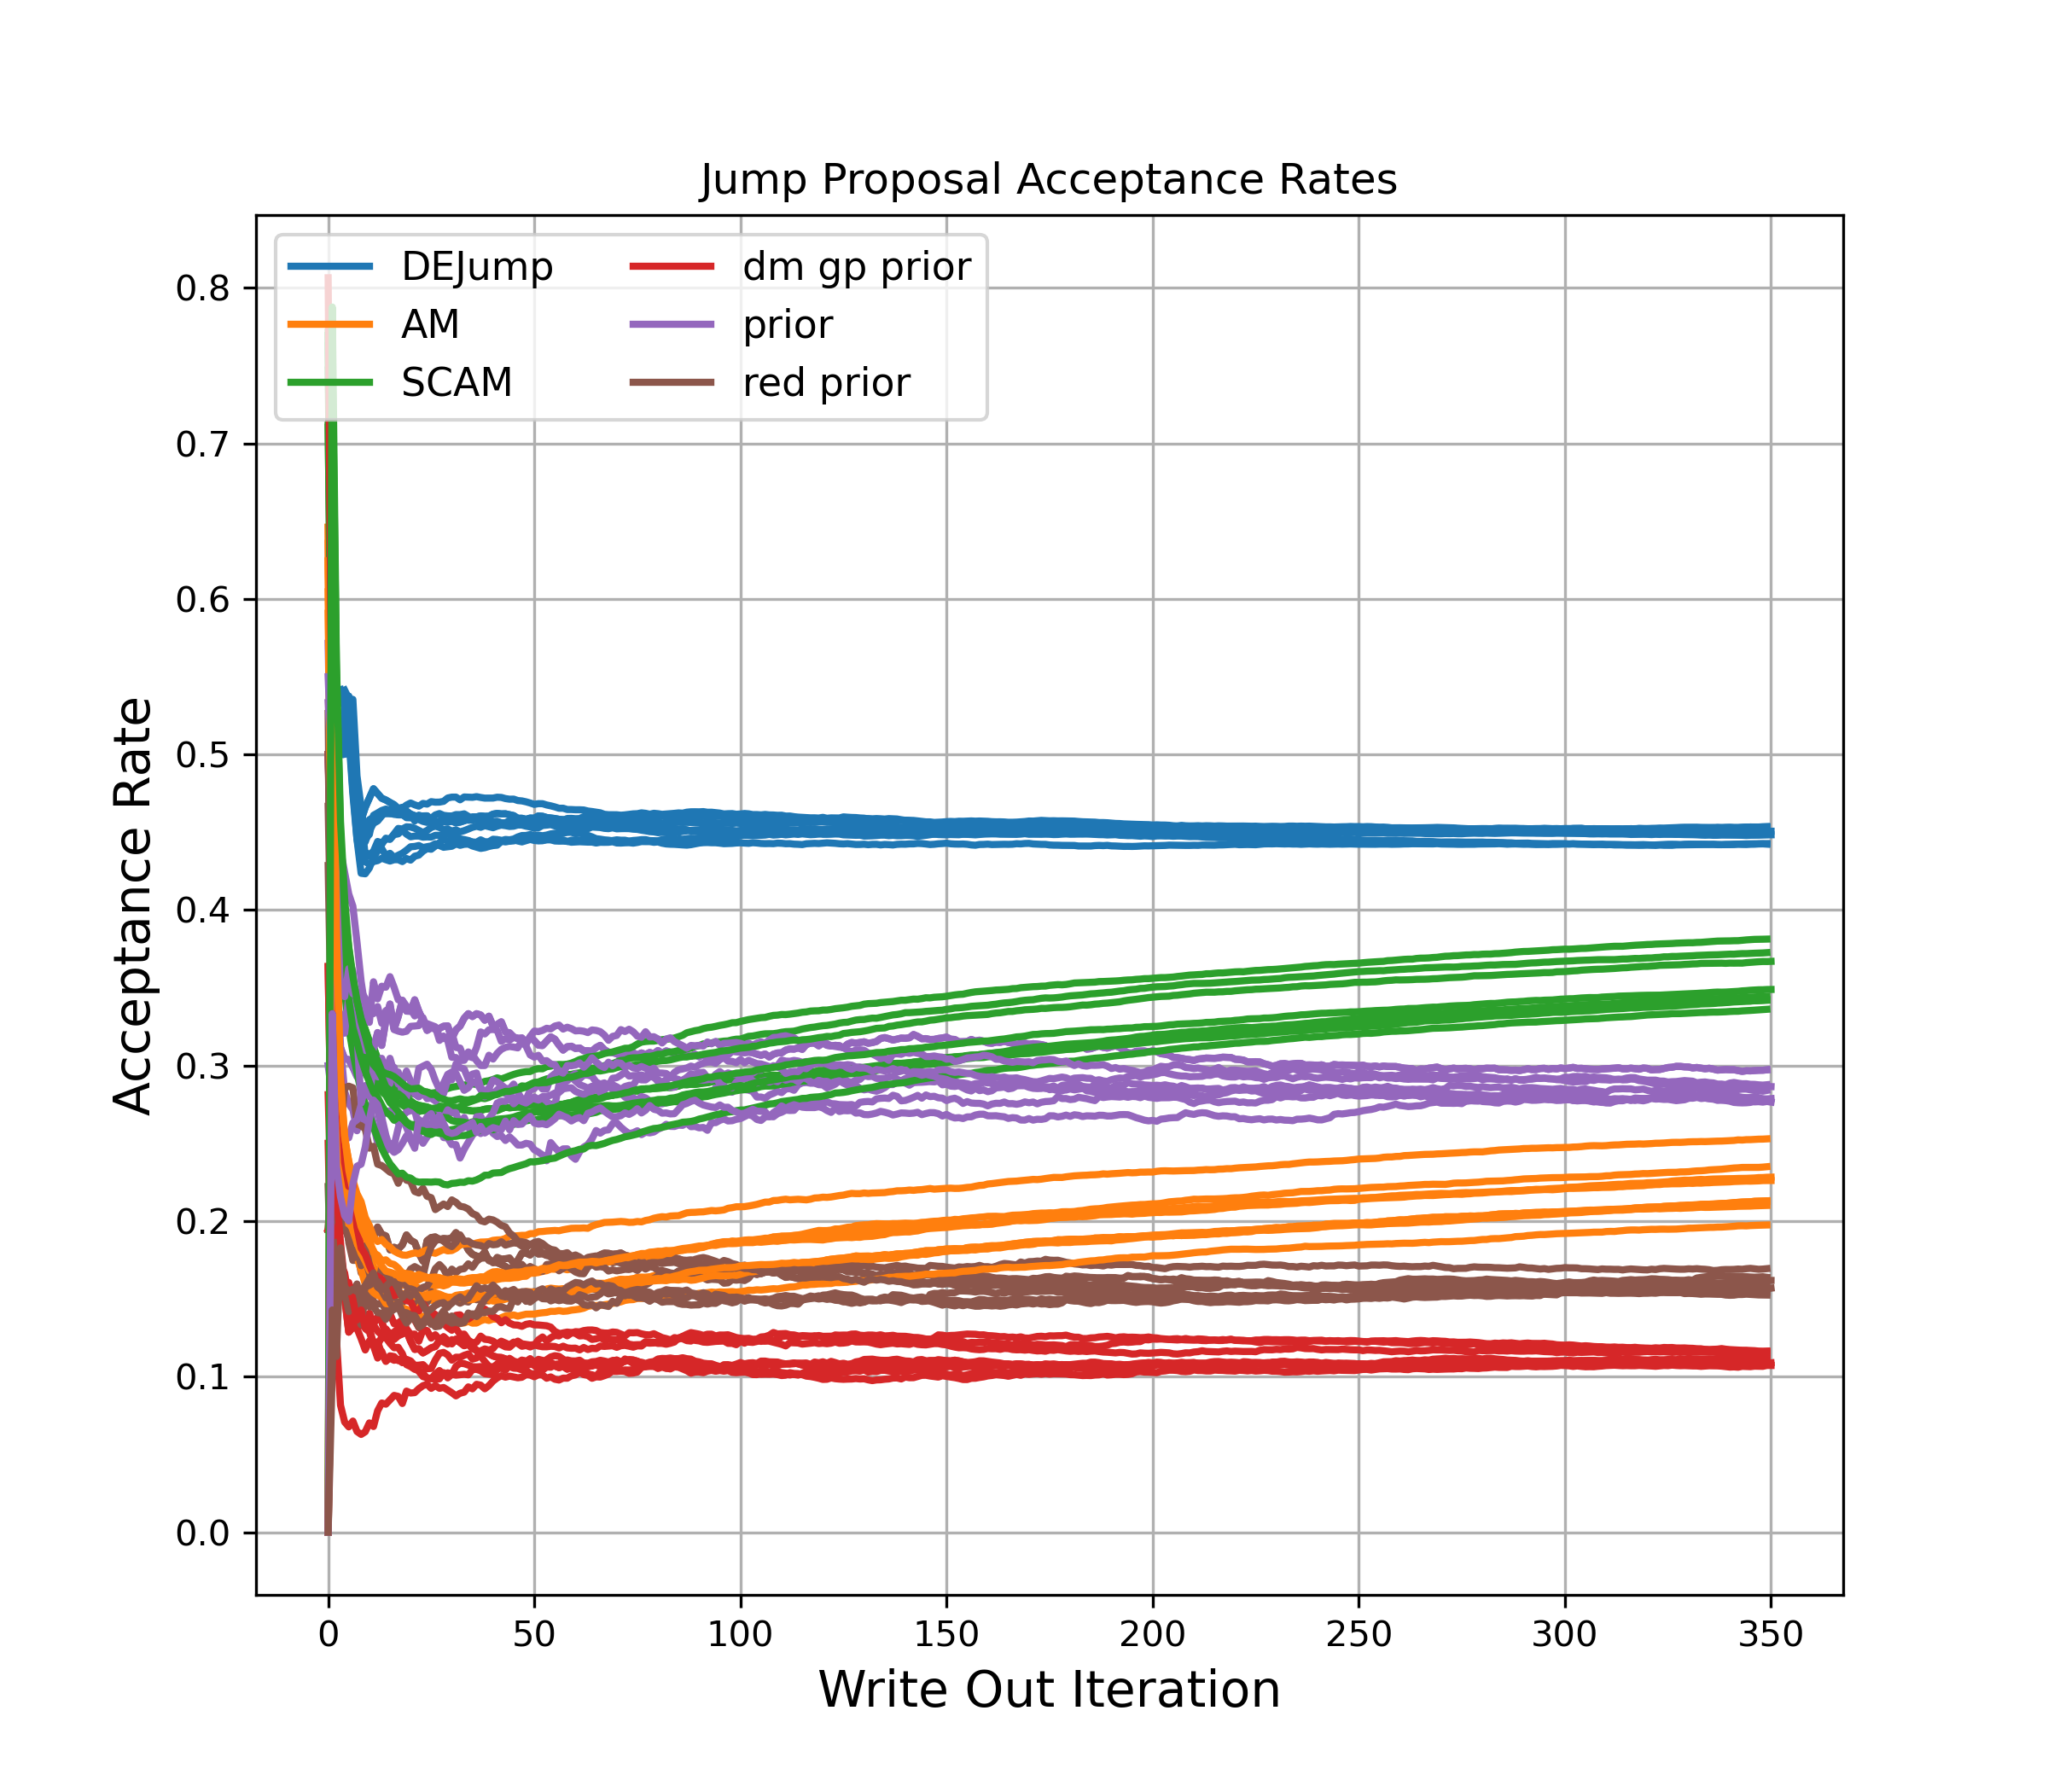 Jump Proposal Acceptance Rates
DEJump
AM
SCAM
dm gp prior
prior
red prior
Acceptance Rate
0.8
0.7
0.6
0.5
0.4
0.3
0.2
0.1
0.0
0 50 100 150 200 250 300 350
Write Out Iteration